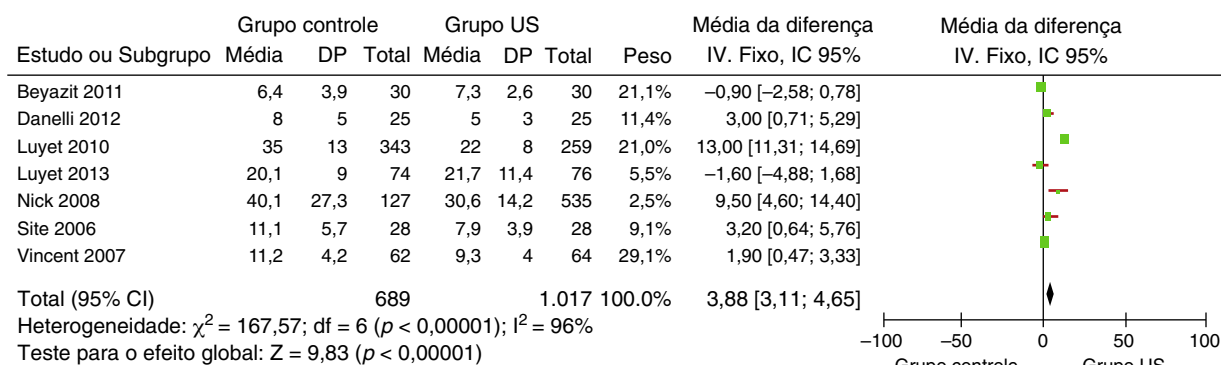 Grupo controle Grupo US Média da diferença Média da diferença
Estudo ou Subgrupo Média DP Total Média DP Total Peso IV. Fixo, IC 95% IV. Fixo, IC 95%
Beyazit 2011 6,4 3,9 30 7,3 2,6 30 21,1% –0,90 [–2,58; 0,78]
Danelli 2012 8 5 25 5 3 25 11,4% 3,00 [0,71; 5,29]
Luyet 2010 35 13 343 22 8 259 21,0% 13,00 [11,31; 14,69]
Luyet 2013 20,1 9 74 21,7 11,4 76 5,5% –1,60 [–4,88; 1,68]
Nick 2008 40,1 27,3 127 30,6 14,2 535 2,5% 9,50 [4,60; 14,40]
Site 2006 11,1 5,7 28 7,9 3,9 28 9,1% 3,20 [0,64; 5,76]
Vincent 2007 11,2 4,2 62 9,3 4 64 29,1% 1,90 [0,47; 3,33]
Total (95% CI) 689 1.017 100.0% 3,88 [3,11; 4,65]
Heterogeneidade: χ² = 167,57; df = 6 (p < 0,00001); I² = 96%
Teste para o efeito global: Z = 9,83 (p < 0,00001)
–100 –50 0 50 100
Grupo controle Grupo US